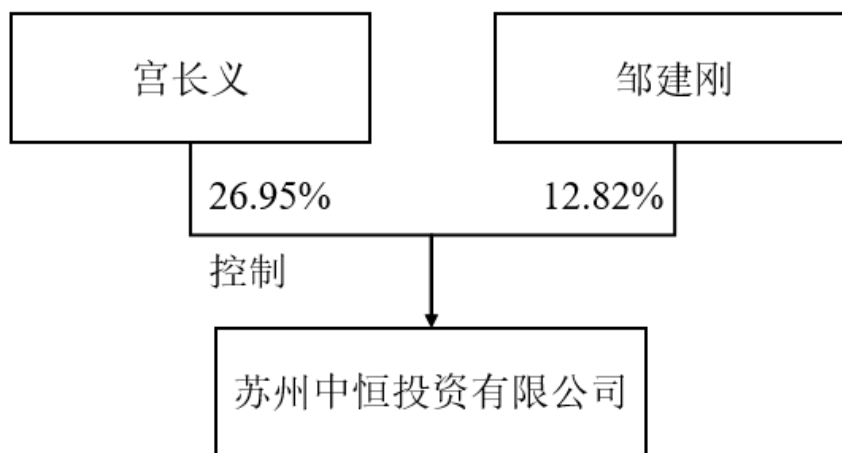 宫长义
邹建刚
26.95%
12.82%
控制
苏州中恒投资有限公司